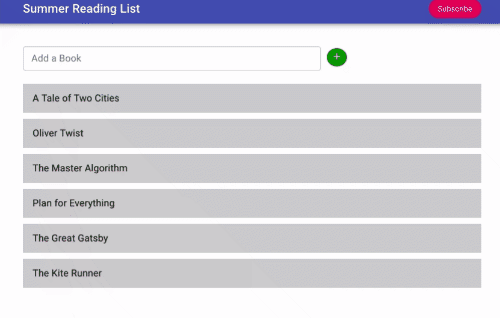 Summer Reading List
Subscribe
Add a Book
+
A Tale of Two Cities
Oliver Twist
The Master Algorithm
Plan for Everything
The Great Gatsby
The Kite Runner